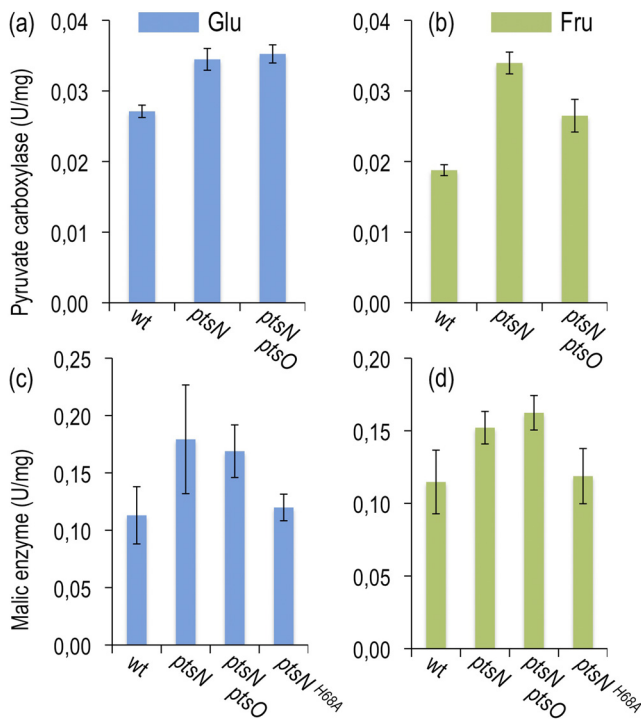 (a)
Glu
Pyruvate carboxylase (U/mg)
0,04
0,03
0,02
0,01
0,00
wt
ptsN
ptsN
ptsO
(b)
Fru
0,04
0,03
0,02
0,01
0,00
wt
ptsN
ptsN
ptsO
(c)
Malic enzyme (U/mg)
0,25
0,20
0,15
0,10
0,05
0,00
wt
ptsN
ptsN
ptsO
ptsN H68A
(d)
0,20
0,15
0,10
0,05
0,00
wt
ptsN
ptsN
ptsO
ptsN H68A